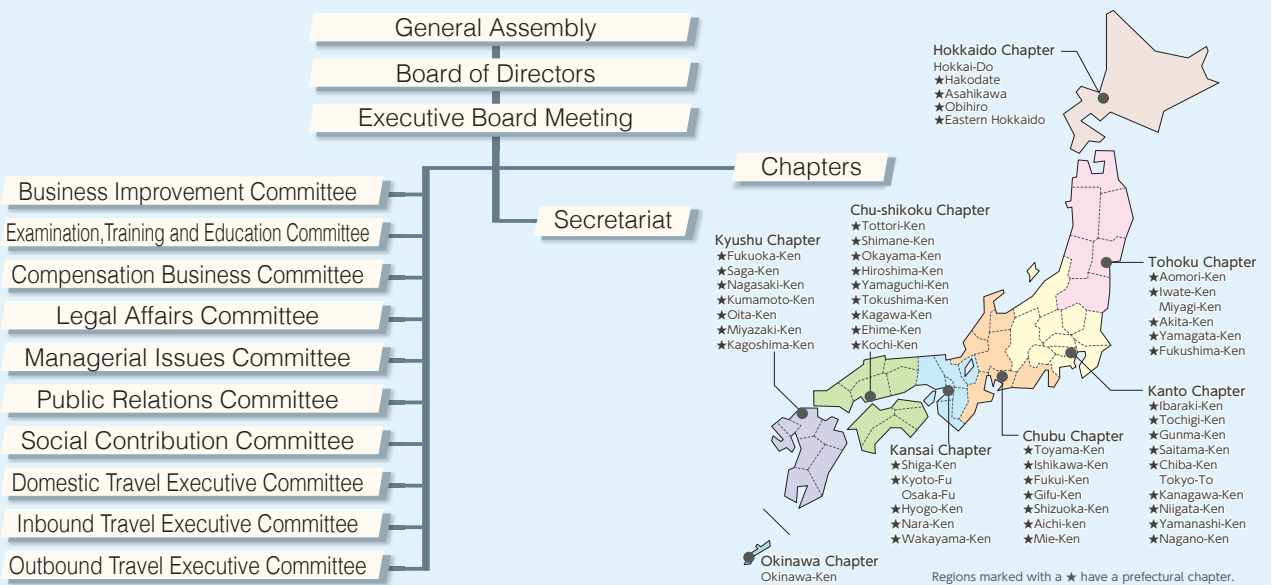 General Assembly
Board of Directors
Executive Board Meeting
Chapters
Secretariat
Business Improvement Committee
Examination,Training and Education Committee
Compensation Business Committee
Legal Affairs Committee
Managerial Issues Committee
Public Relations Committee
Social Contribution Committee
Domestic Travel Executive Committee
Inbound Travel Executive Committee
Outbound Travel Executive Committee
Hokkaido Chapter
Hokkai-Do
★Hakodate
★Asahikawa
★Obihiro
★Eastern Hokkaido
Chu-shikoku Chapter
★Tottori-Ken
★Shimane-Ken
★Okayama-Ken
★Hiroshima-Ken
★Yamaguchi-Ken
★Tokushima-Ken
★Kagawa-Ken
★Ehime-Ken
★Kochi-Ken
Kyushu Chapter
★Fukuoka-Ken
★Saga-Ken
★Nagasaki-Ken
★Kumamoto-Ken
★Oita-Ken
★Miyazaki-Ken
★Kagoshima-Ken
Tohoku Chapter
★Aomori-Ken
★Iwate-Ken
Miyagi-Ken
★Akita-Ken
★Yamagata-Ken
★Fukushima-Ken
Kanto Chapter
★Ibaraki-Ken
★Tochigi-Ken
★Gunma-Ken
★Saitama-Ken
★Chiba-Ken
Tokyo-To
★Kanagawa-Ken
★Niigata-Ken
★Yamanashi-Ken
★Nagano-Ken
Chubu Chapter
★Toyama-Ken
★Ishikawa-Ken
★Fukui-Ken
★Gifu-Ken
★Shizuoka-Ken
★Aichi-ken
★Mie-Ken
Kansai Chapter
★Shiga-Ken
★Kyoto-Fu
Osaka-Fu
★Hyogo-Ken
★Nara-Ken
★Wakayama-Ken
Okinawa Chapter
Okinawa-Ken
Regions marked with a ★ have a prefectural chapter.